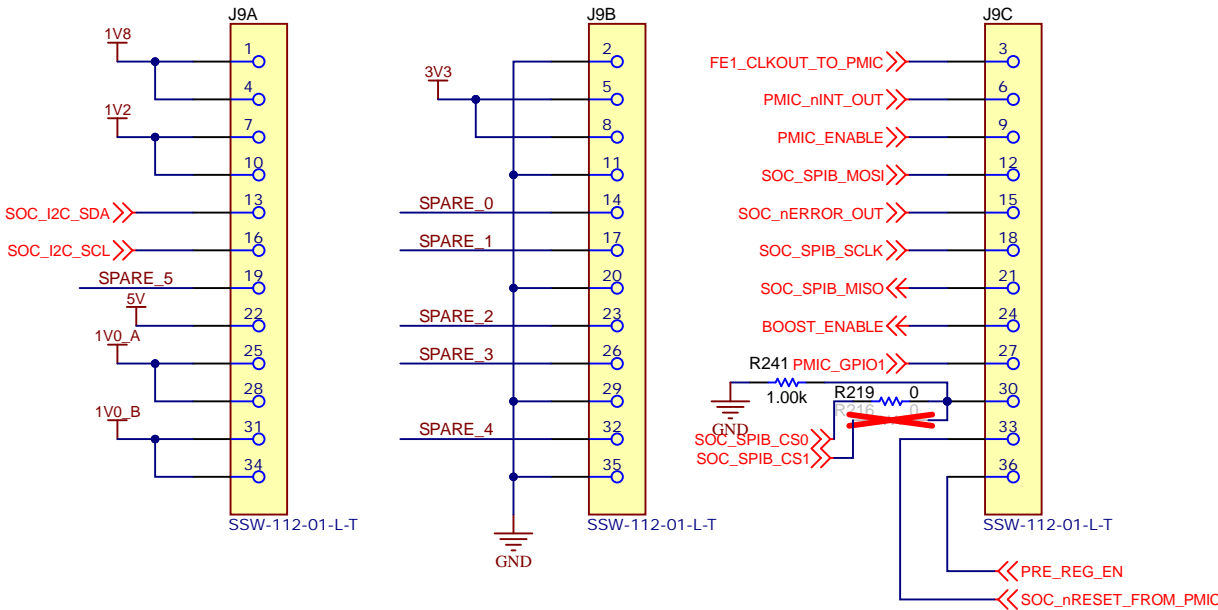 J9A
1V8
1
4
1V2
7
10
SOC_I2C_SDA
13
SOC_I2C_SCL
16
SPARE_5
19
5V
22
1V0_A
25
28
1V0_B
31
34
SSW-112-01-L-T
J9B
2
3V3
5
8
11
SPARE_0
14
SPARE_1
17
20
SPARE_2
23
SPARE_3
26
29
SPARE_4
32
35
SSW-112-01-L-T
GND
J9C
FE1_CLKOUT_TO_PMIC
3
PMIC_nINT_OUT
6
PMIC_ENABLE
9
SOC_SPIB_MOSI
12
SOC_nERROR_OUT
15
SOC_SPIB_SCLK
18
SOC_SPIB_MISO
21
BOOST_ENABLE
24
R241
PMIC_GPIO1
27
1.00k
R219 0
30
R216 0
GND
SOC_SPIB_CS0
33
SOC_SPIB_CS1
36
SSW-112-01-L-T
PRE_REG_EN
SOC_nRESET_FROM_PMIC